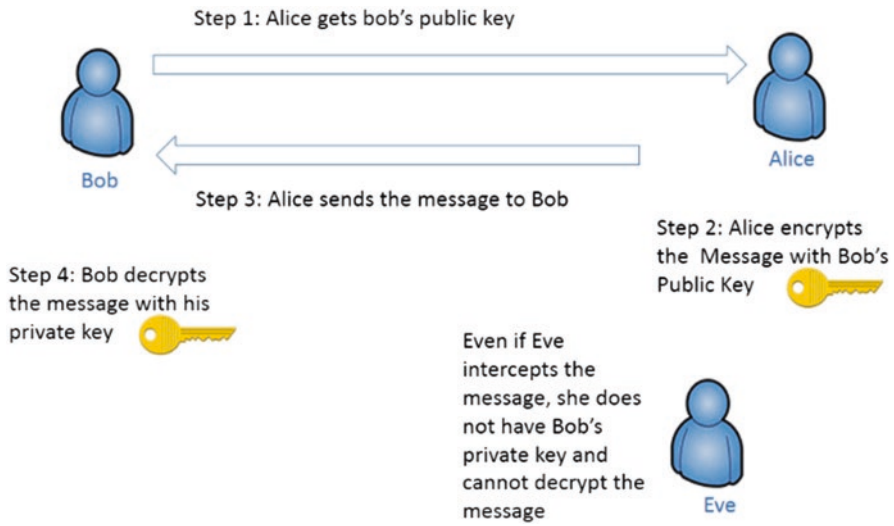 Step 1: Alice gets bob's public key
Bob
Alice
Step 3: Alice sends the message to Bob
Step 2: Alice encrypts
the Message with Bob's
Public Key
Step 4: Bob decrypts
the message with his
private key
Even if Eve
intercepts the
message, she does
not have Bob's
private key and
cannot decrypt the
message
Eve